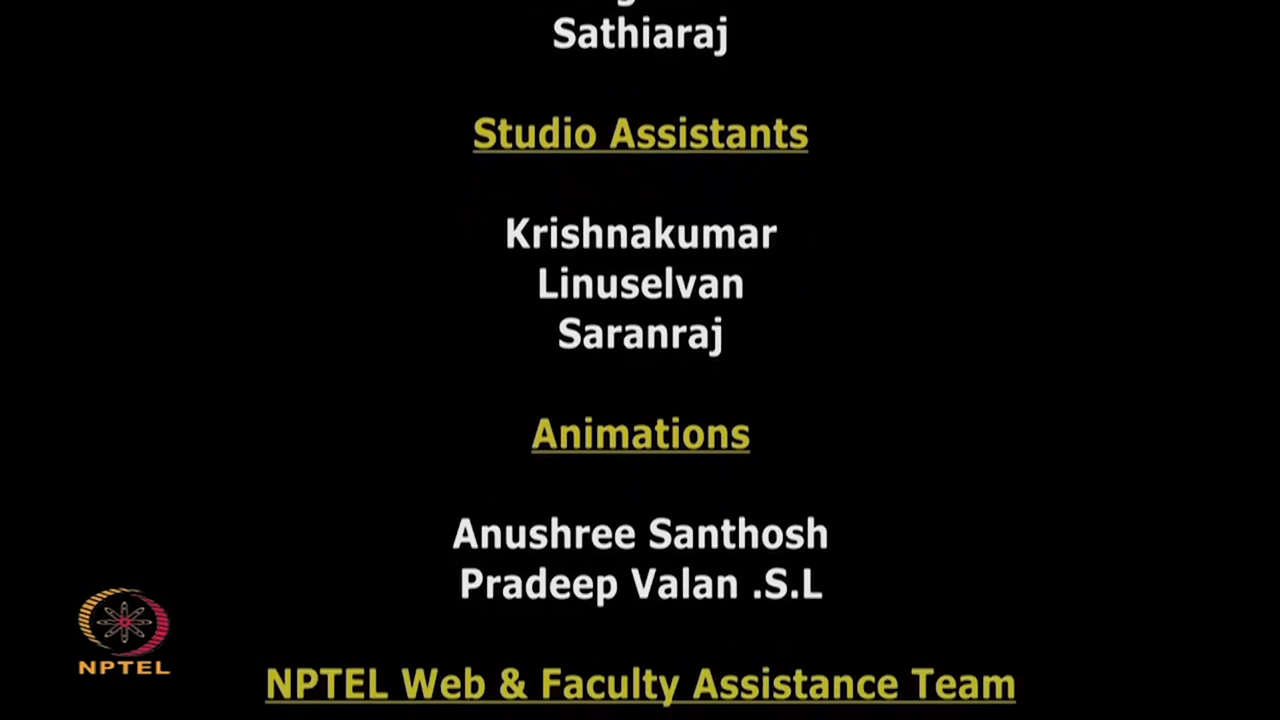 Sathiaraj
Studio Assistants
Krishnakumar
Linuselvan
Saranraj
Animations
Anushree Santhosh
Pradeep Valan .S.L
NPTEL
NPTEL Web & Faculty Assistance Team